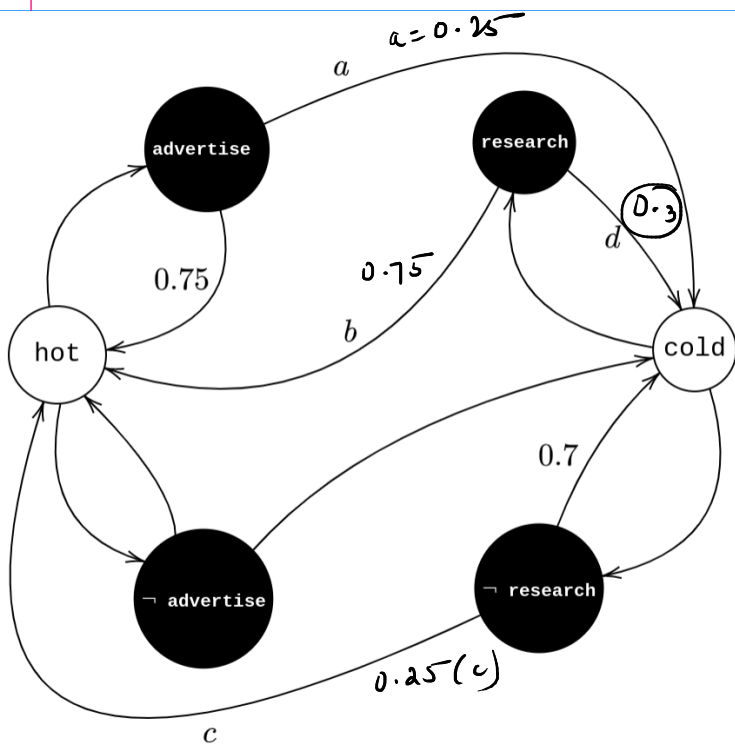 a = 0.25
a
advertise
research
0.3
d
0.75
0.75
b
hot
cold
0.7
¬ advertise
¬ research
0.25(c)
c